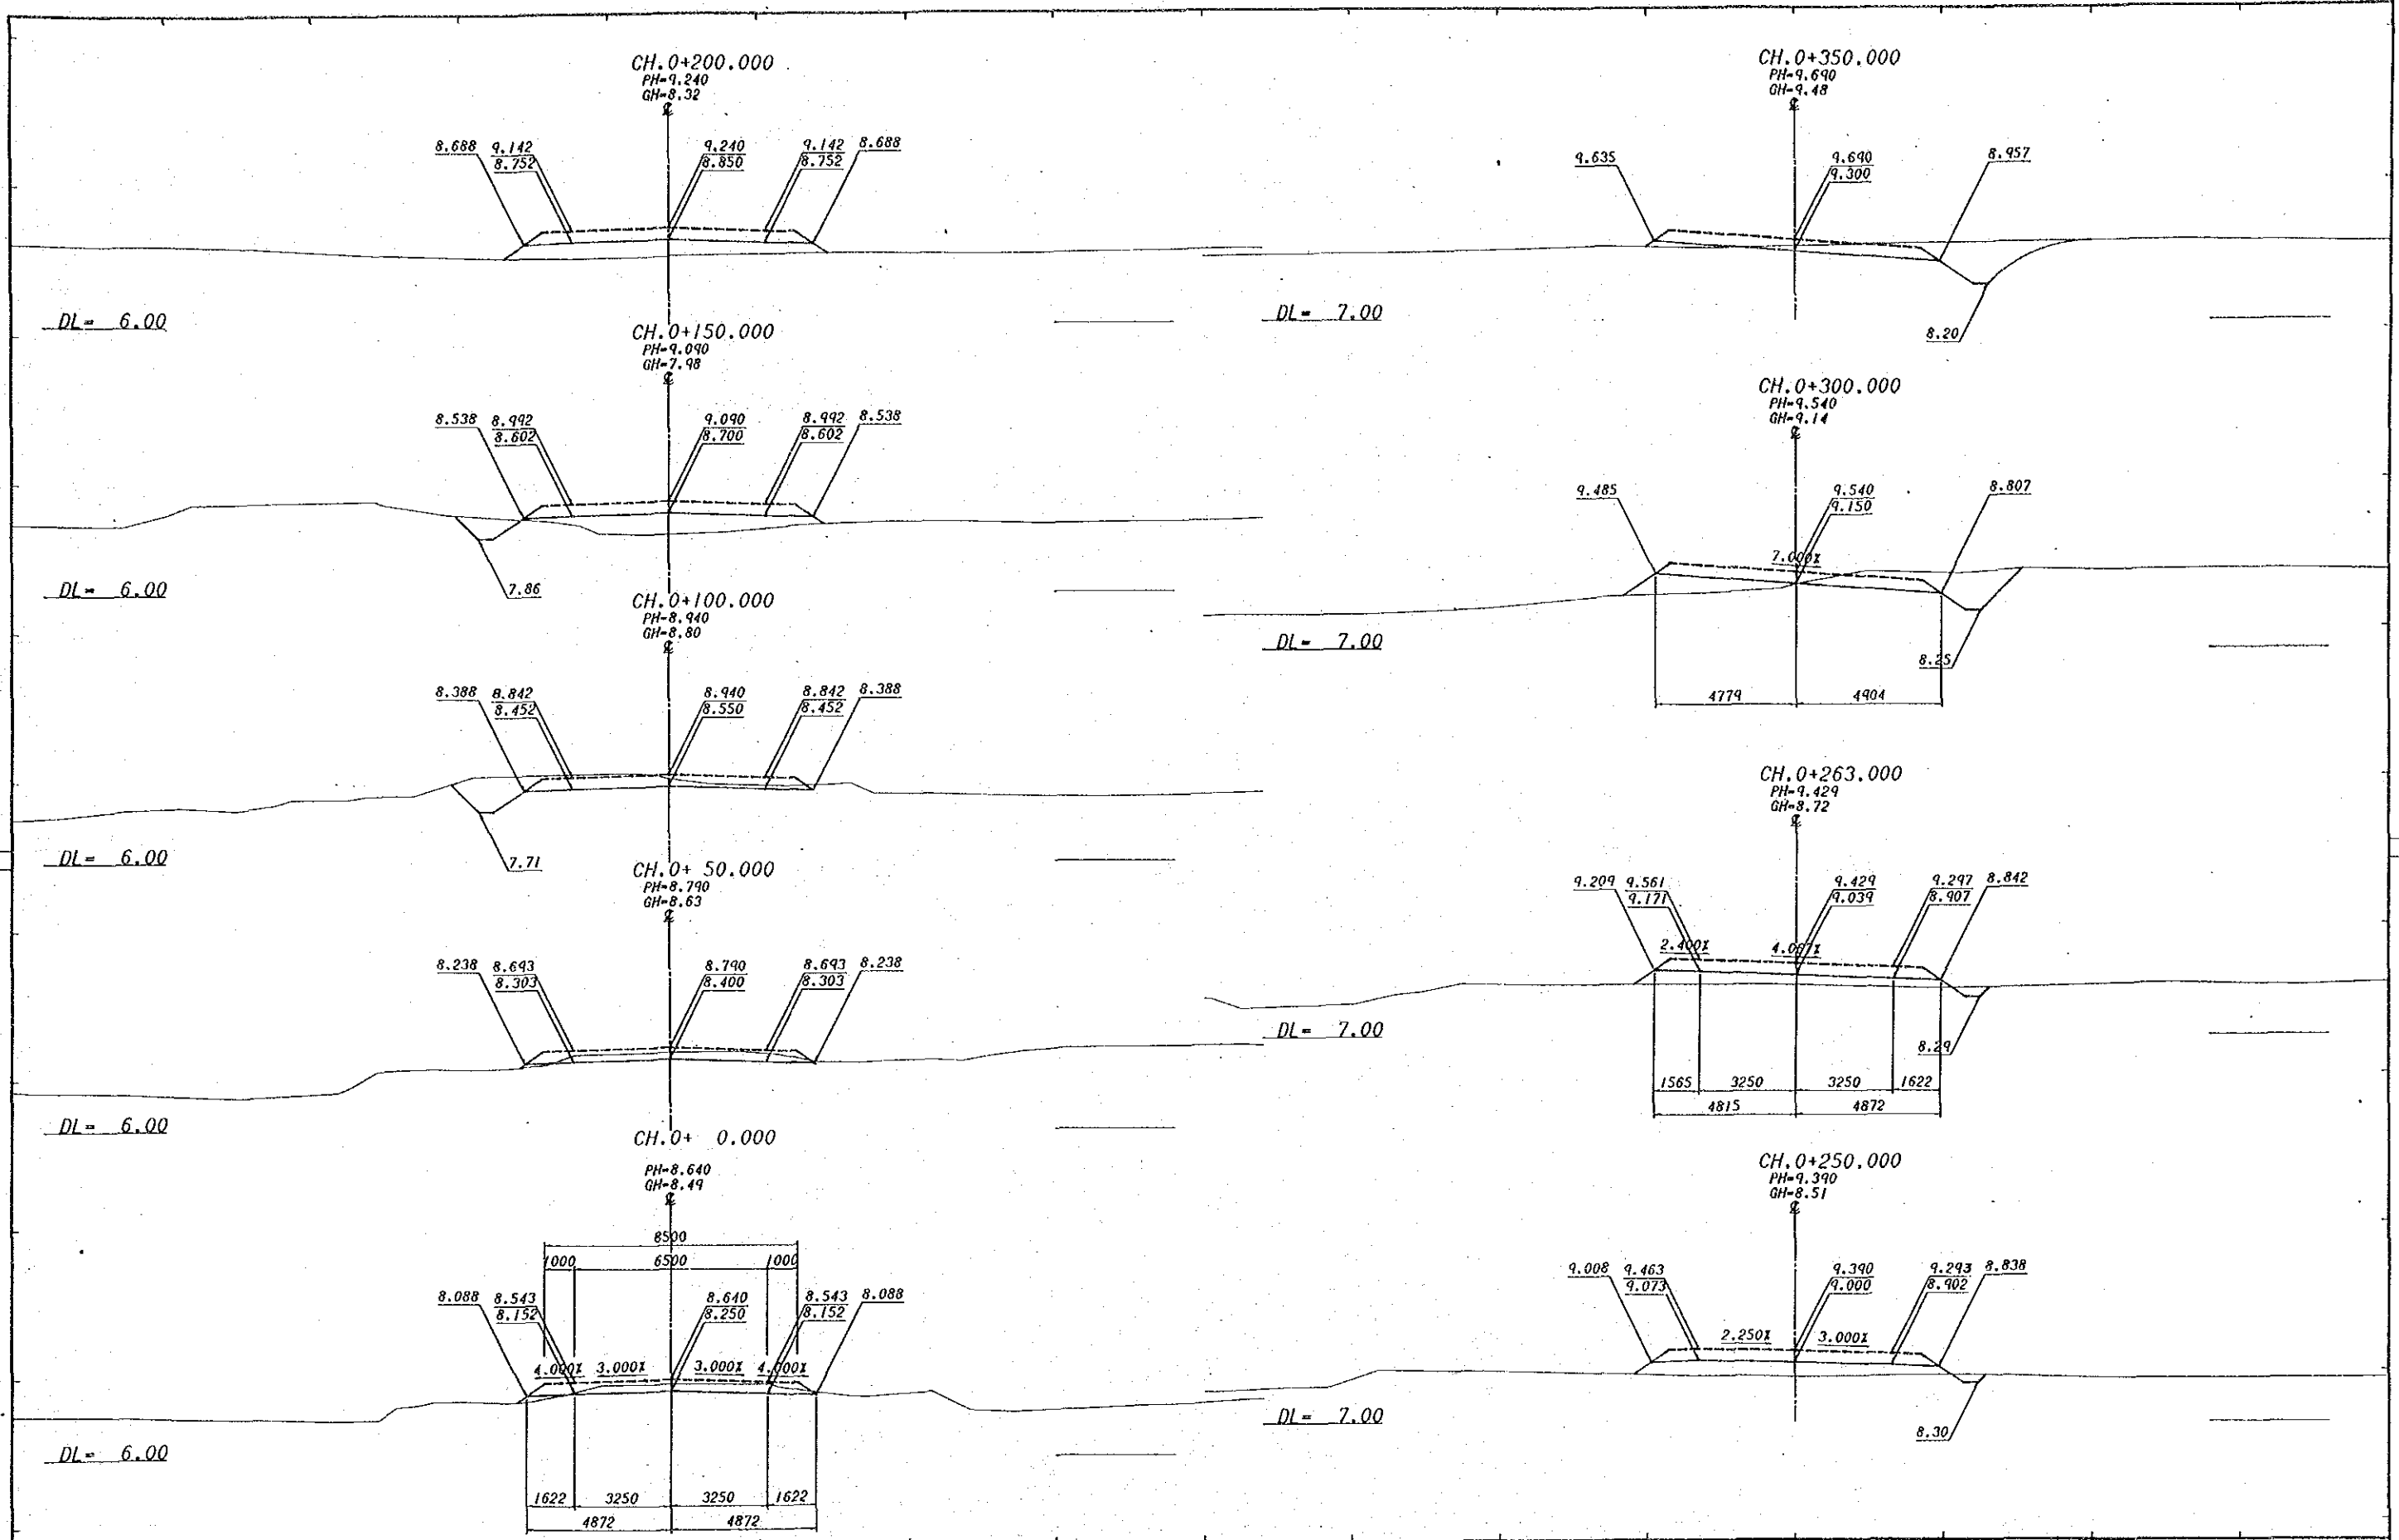 CH.0+200.000
PH=9.240
GH=8.32
8.688 9.142 9.240 9.142 8.688
8.752 8.850 8.752
DL= 6.00
CH.0+150.000
PH=9.090
GH=7.98
8.538 8.992 9.090 8.992 8.538
8.602 8.700 8.602
DL= 6.00
7.86
CH.0+100.000
PH=8.940
GH=8.80
8.388 8.842 8.940 8.842 8.388
8.452 8.550 8.452
DL= 6.00
7.71
CH.0+ 50.000
PH=8.790
GH=8.63
8.238 8.693 8.790 8.693 8.238
8.303 8.400 8.303
DL= 6.00
CH.0+ 0.000
PH=8.640
GH=8.49
8500
1000 6500 1000
8.088 8.543 8.640 8.543 8.088
8.152 8.250 8.152
4.000% 3.000% 3.000% 4.000%
DL= 6.00
1622 3250 3250 1622
4872 4872
CH.0+350.000
PH=9.690
GH=9.48
9.635 9.690 8.957
9.300
DL= 7.00
8.20
CH.0+300.000
PH=9.540
GH=9.14
9.485 9.540 8.807
9.150
7.000%
DL= 7.00
8.25
4779 4904
CH.0+263.000
PH=9.429
GH=8.72
9.209 9.561 9.429 9.297 8.842
9.171 9.039 8.907
2.400%
DL= 7.00
8.29
1565 3250 3250 1622
4815 4872
CH.0+250.000
PH=9.390
GH=8.51
9.008 9.463 9.390 9.293 8.838
9.073 9.000 8.902
2.250% 3.000%
DL= 7.00
8.30